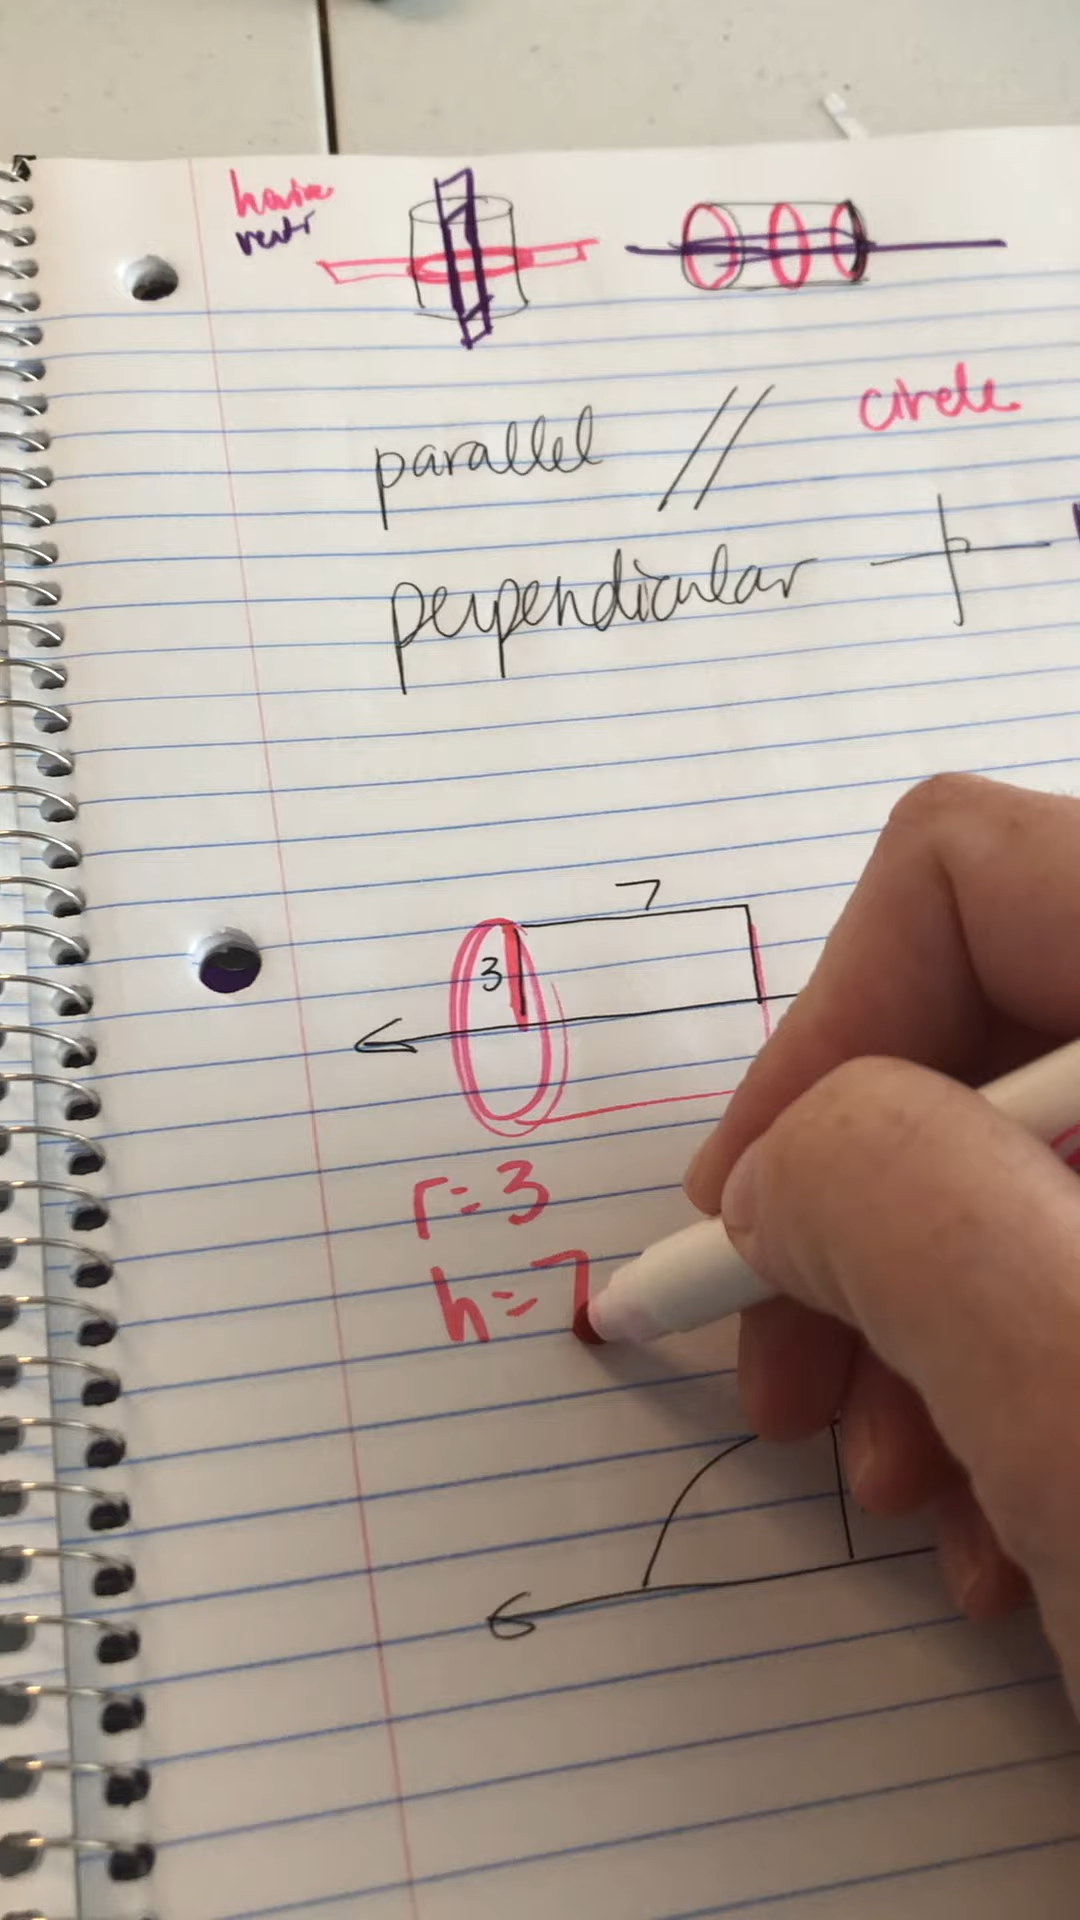 parallel //
circle
perpendicular
7
3
r=3
h=7